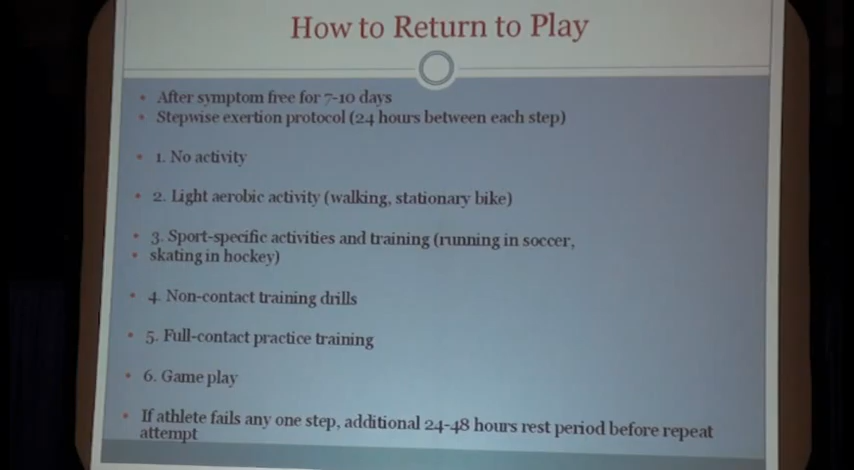 How to Return to Play
• After symptom free for 7-10 days
• Stepwise exertion protocol (24 hours between each step)
• 1. No activity
• 2. Light aerobic activity (walking, stationary bike)
• 3. Sport-specific activities and training (running in soccer,
• skating in hockey)
• 4. Non-contact training drills
• 5. Full-contact practice training
• 6. Game play
• If athlete fails any one step, additional 24-48 hours rest period before repeat
attempt